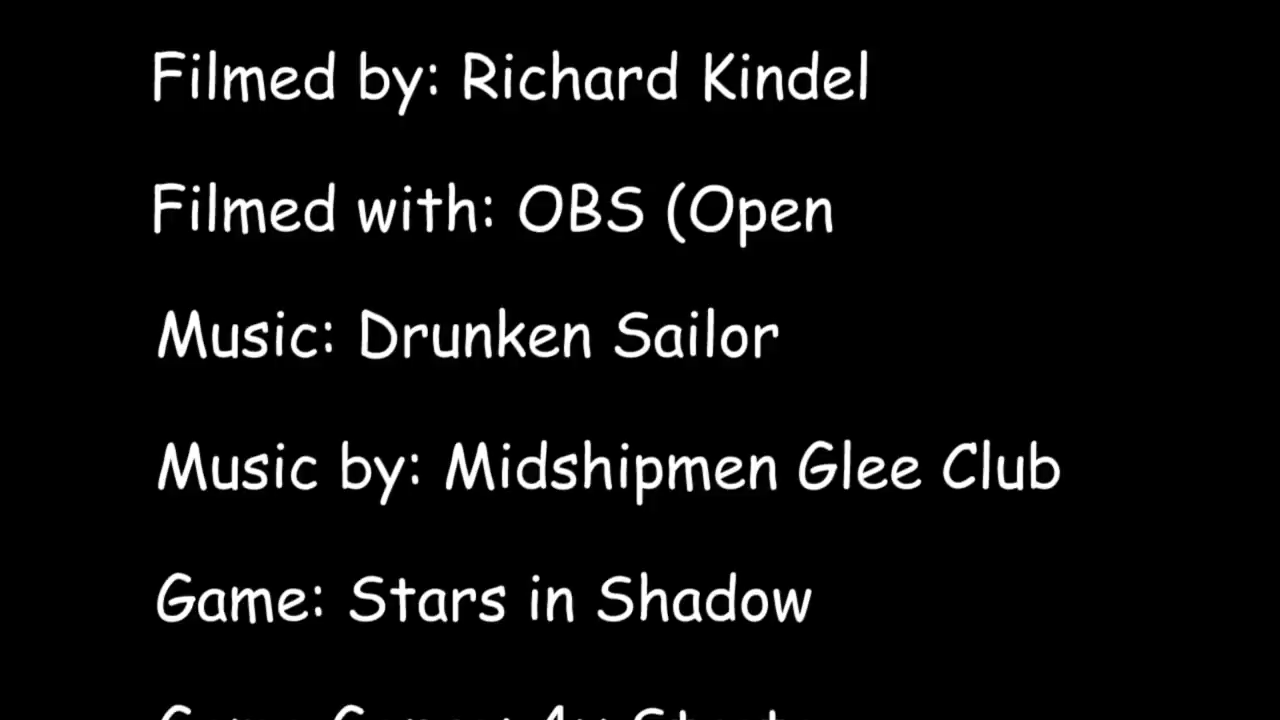 Filmed by: Richard Kindel
Filmed with: OBS (Open
Music: Drunken Sailor
Music by: Midshipmen Glee Club
Game: Stars in Shadow